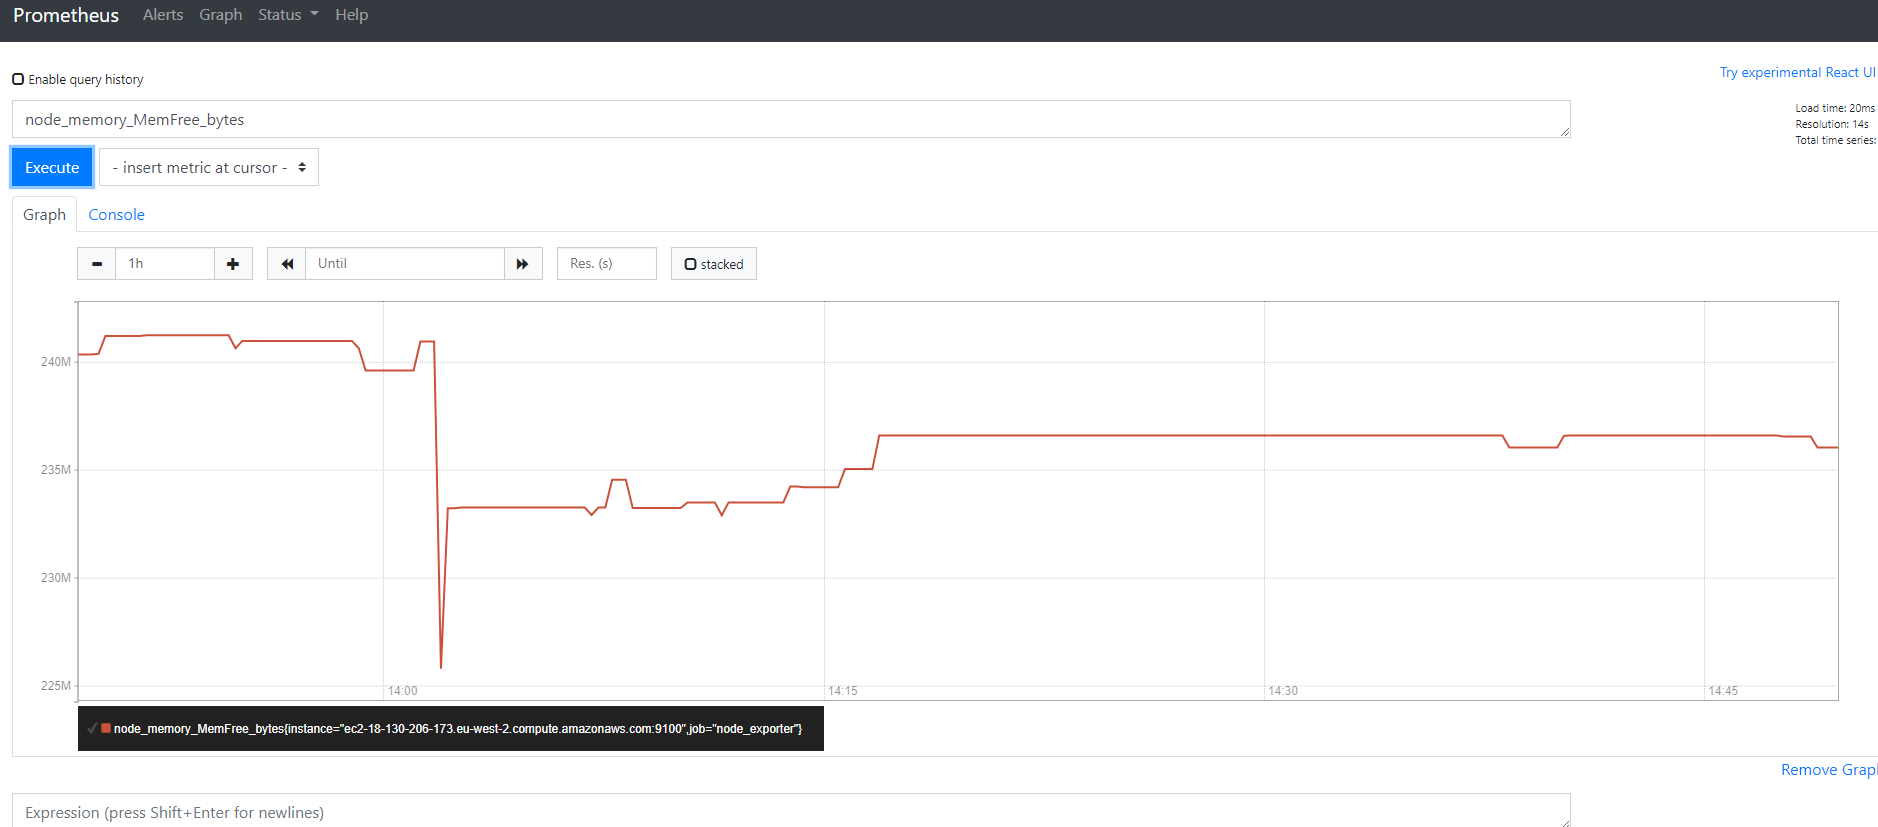 Prometheus Alerts Graph Status Help
Enable query history
Try experimental React UI
node_memory_MemFree_bytes
Load time: 20ms
Resolution: 14s
Total time series:
Execute - insert metric at cursor -
Graph Console
1h Until Res. (s) stacked
240M
235M
230M
225M
14:00 14:15 14:30 14:45
node_memory_MemFree_bytes{instance="ec2-18-130-206-173.eu-west-2.compute.amazonaws.com:9100",job="node_exporter"}
Remove Graph
Expression (press Shift+Enter for newlines)